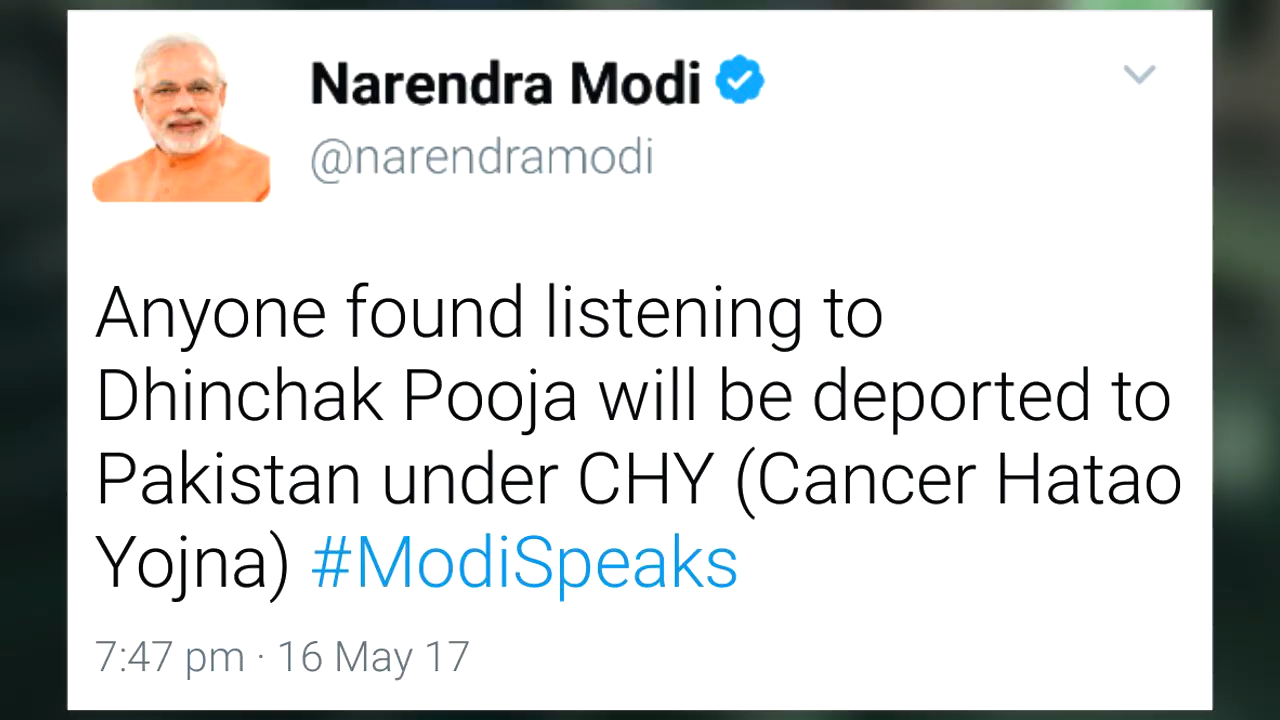 Narendra Modi
@narendramodi
Anyone found listening to
Dhinchak Pooja will be deported to
Pakistan under CHY (Cancer Hatao
Yojna) #ModiSpeaks
7:47 pm · 16 May 17